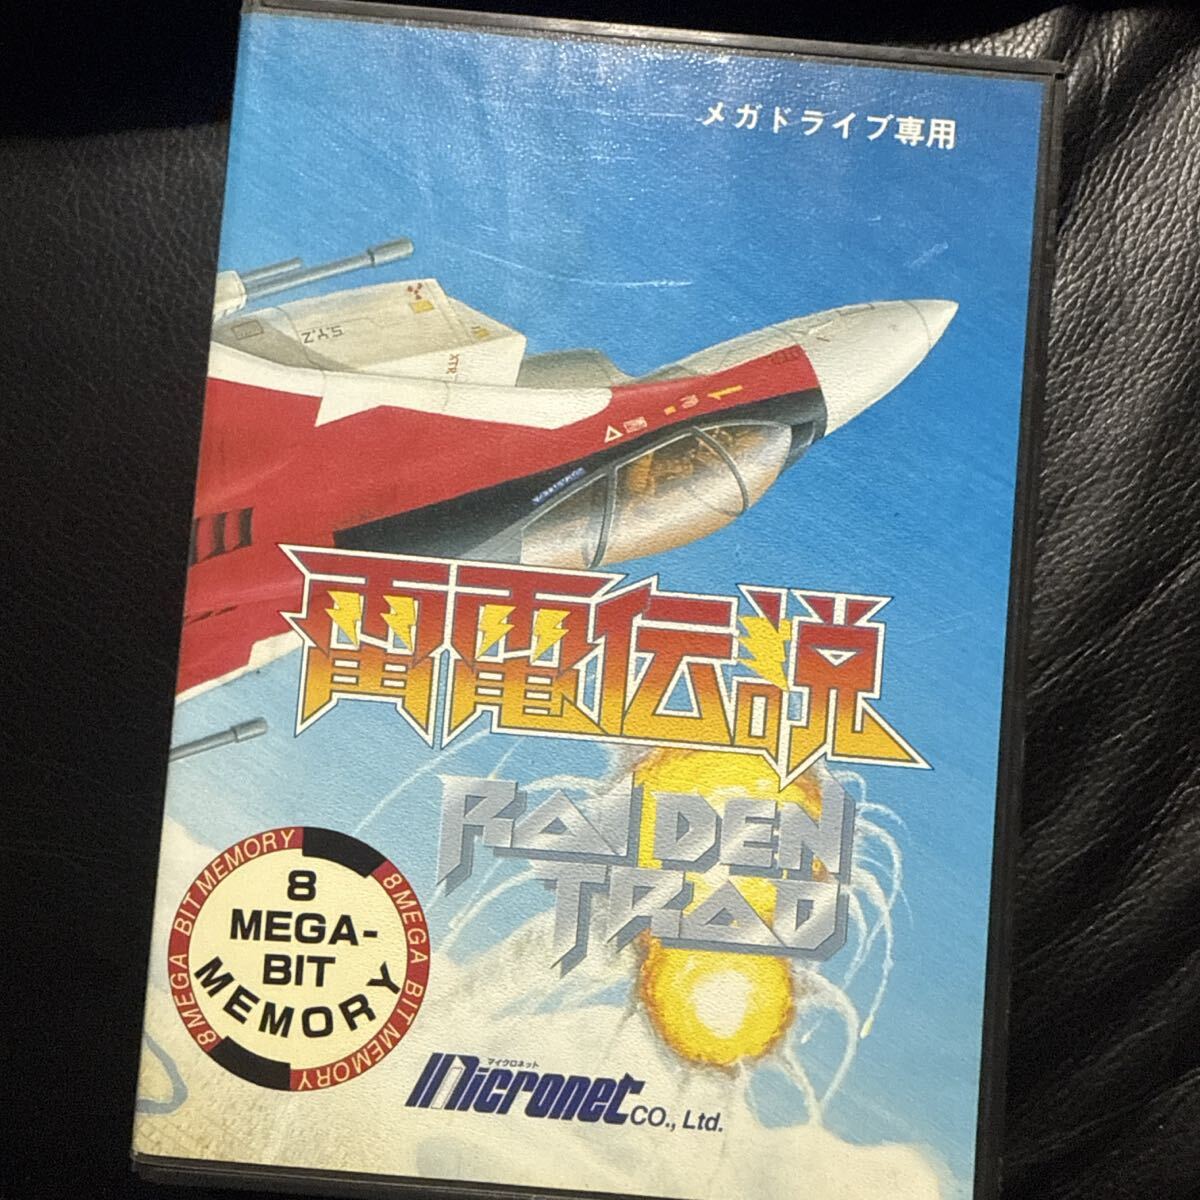 メガドライブ専用
S.Y.Z
XTR
雷電伝説
RAIDEN
TRAD
8 MEGA BIT MEMORY
8 MEGA BIT MEMORY
8
MEGA-
BIT
MEMORY
マイクロネット
Micronet CO., Ltd.